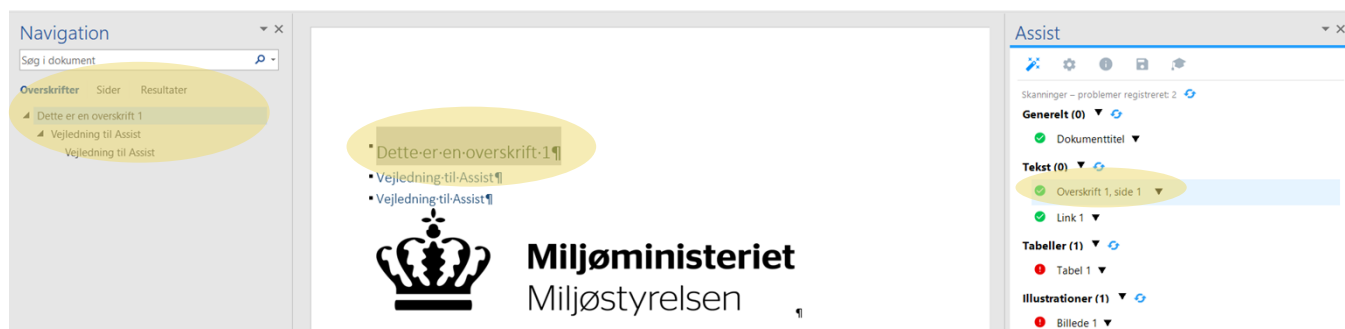 Navigation
Søg i dokument
Overskrifter Sider Resultater
Dette er en overskrift 1
Vejledning til Assist
Vejledning til Assist
Dette·er·en·overskrift·1¶
Vejledning·til·Assist¶
Vejledning·til·Assist¶
Miljøministeriet
Miljøstyrelsen ¶
Assist
Skanninger – problemer registreret: 2
Generelt (0)
Dokumenttitel
Tekst (0)
Overskrift 1, side 1
Link 1
Tabeller (1)
Tabel 1
Illustrationer (1)
Billede 1